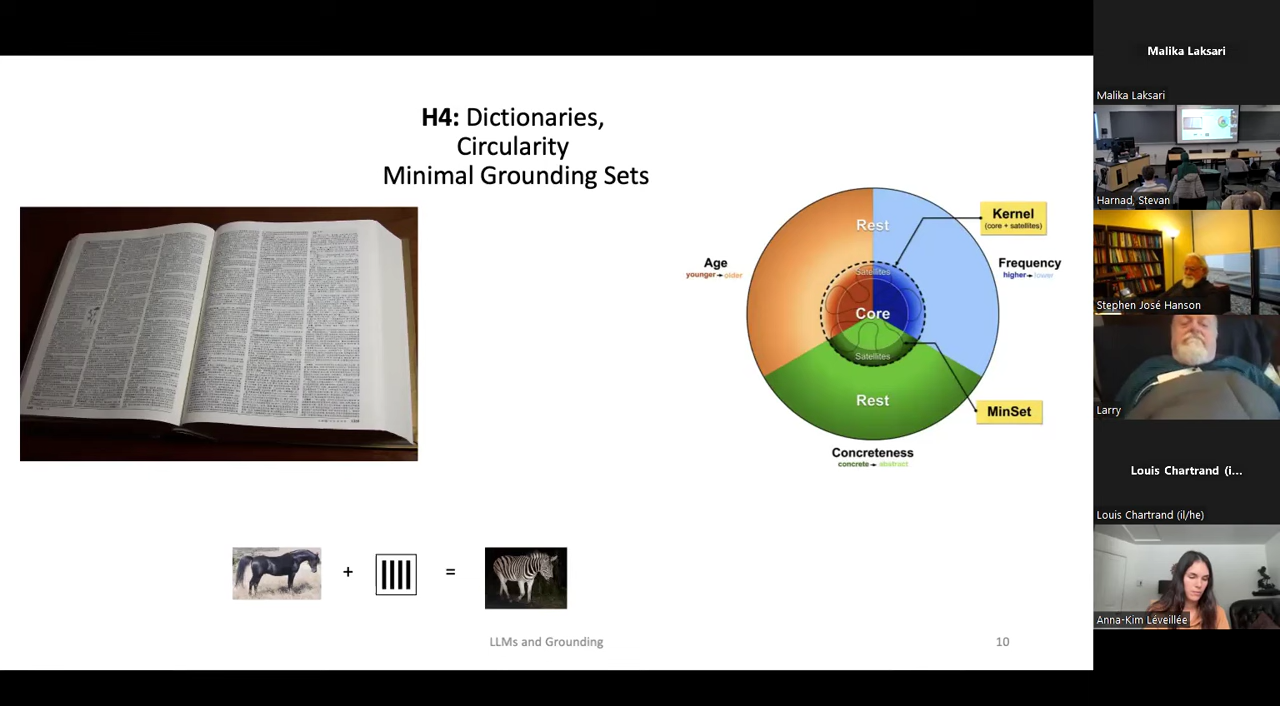 H4: Dictionaries,
Circularity
Minimal Grounding Sets
Rest
Kernel
(core + satellites)
Age
younger → older
Frequency
higher → lower
Satellites
Core
Satellites
Rest
MinSet
Concreteness
concrete → abstract
+
=
LLMs and Grounding
10
Malika Laksari
Malika Laksari
Harnad, Stevan
Stephen José Hanson
Larry
Louis Chartrand (i...
Louis Chartrand (il/he)
Anna-Kim Léveillée